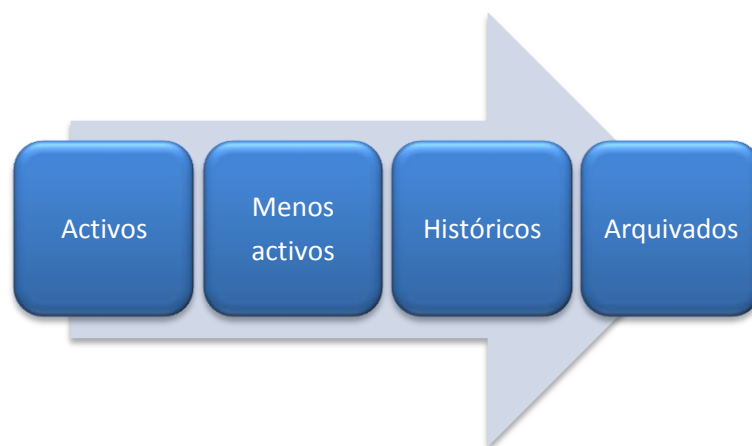 Activos
Menos
activos
Históricos
Arquivados